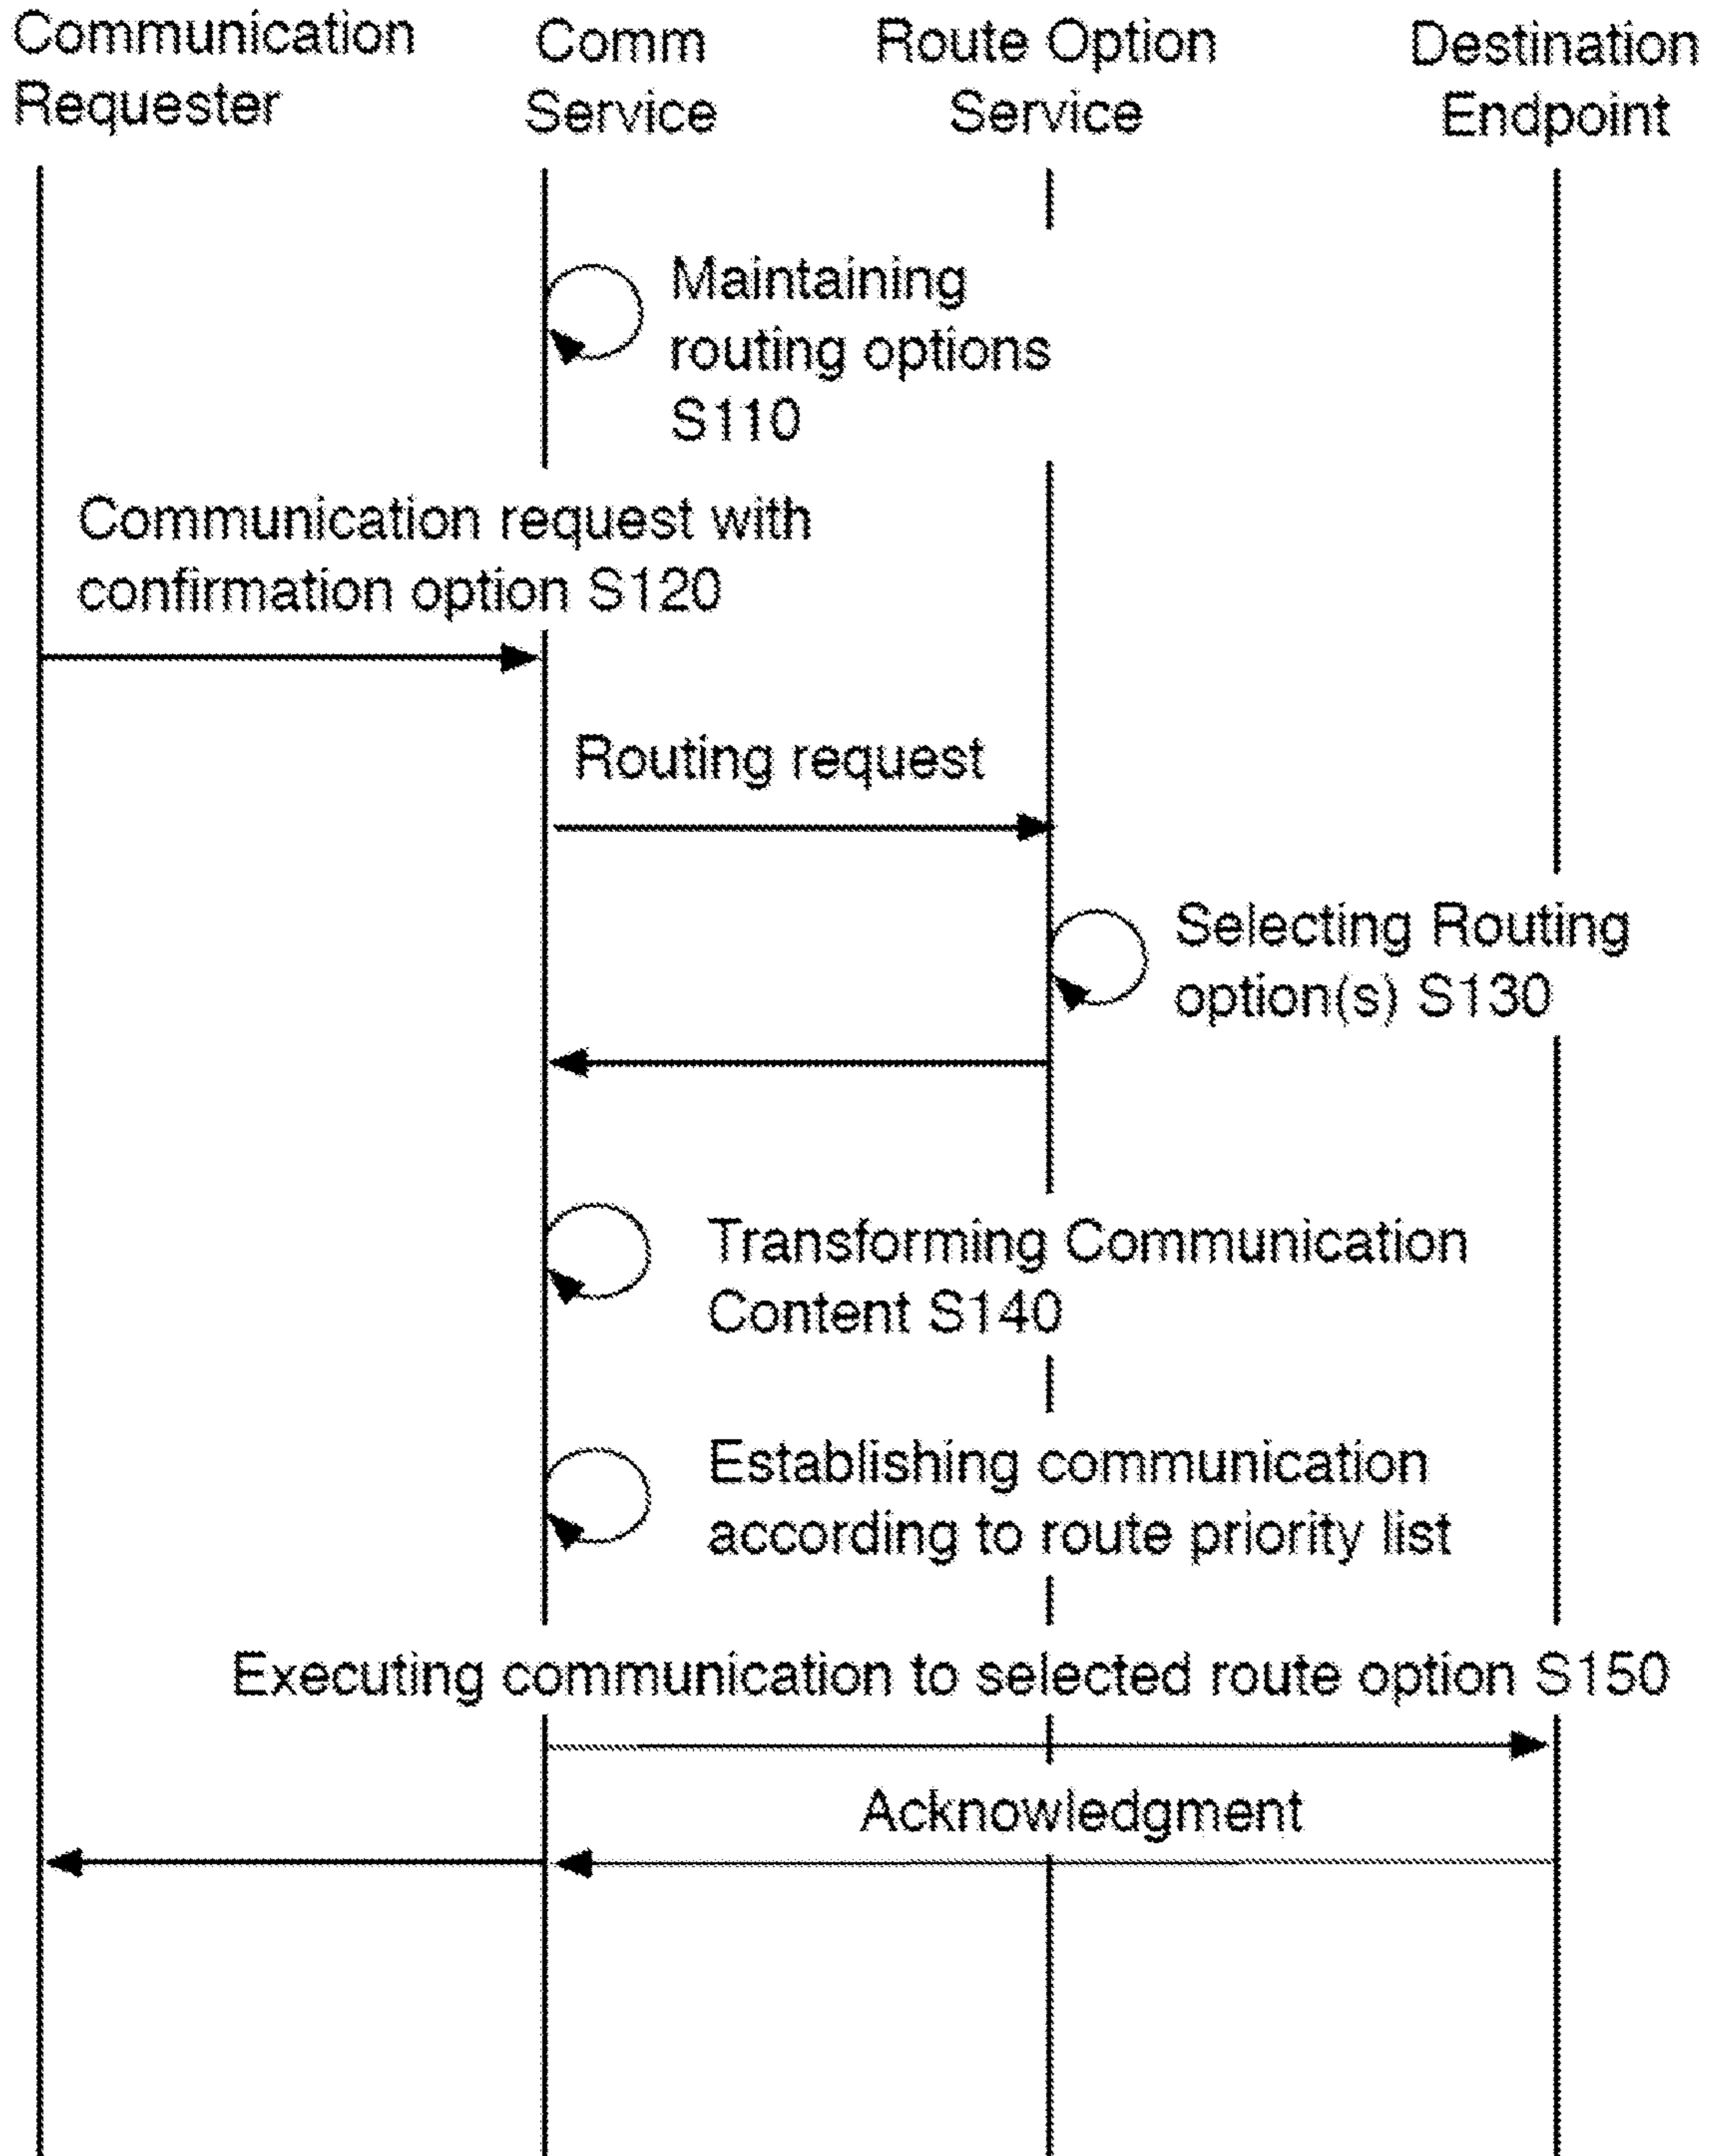 Communication
Requester
Comm
Service
Route Option
Service
Destination
Endpoint
Maintaining
routing options
S110
Communication request with
confirmation option S120
Routing request
Selecting Routing
option(s) S130
Transforming Communication
Content S140
Establishing communication
according to route priority list
Executing communication to selected route option S150
Acknowledgment